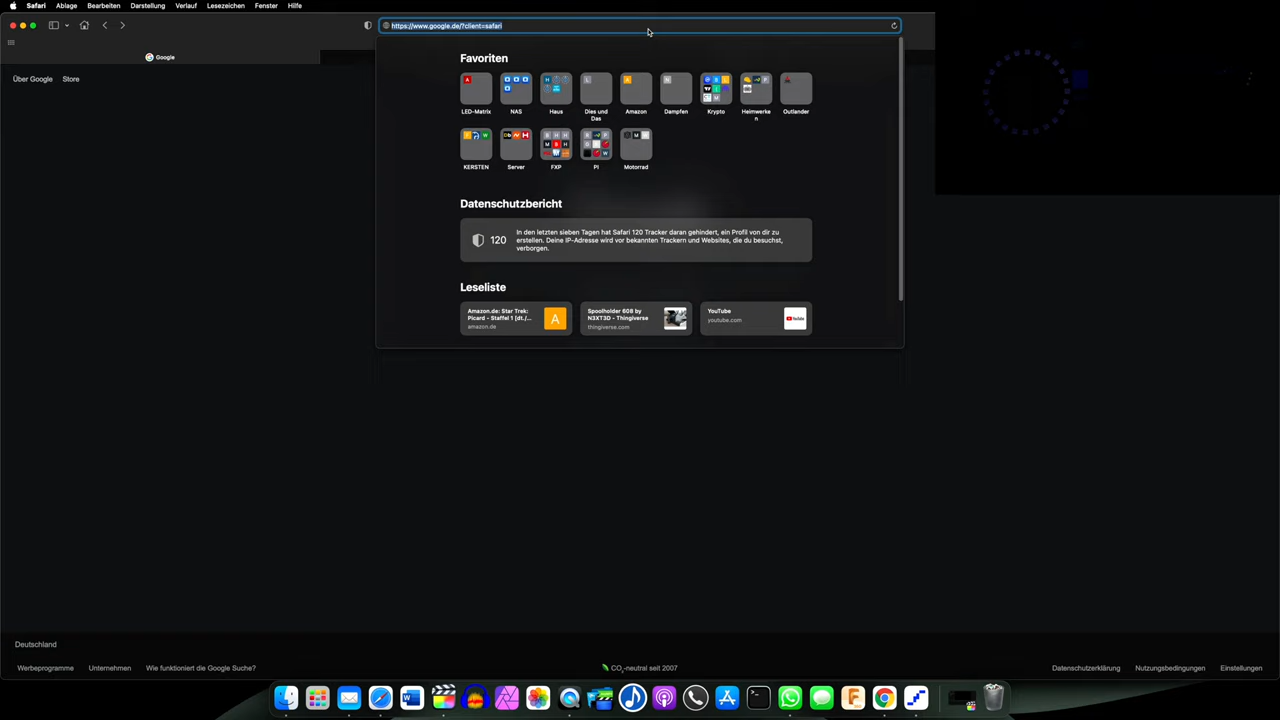 Safari Ablage Bearbeiten Darstellung Verlauf Lesezeichen Fenster Hilfe
https://www.google.de/?client=safari
Google
Über Google Store
Favoriten
LED-Matrix NAS Haus Dies und Das Amazon Dampfen Krypto Heimwerken Outlander
KERSTEN Server FXP PI Motorrad
Datenschutzbericht
120
In den letzten sieben Tagen hat Safari 120 Tracker daran gehindert, ein Profil von dir zu
erstellen. Deine IP-Adresse wird vor bekannten Trackern und Websites, die du besuchst,
verborgen.
Leseliste
Amazon.de: Star Trek:
Picard - Staffel 1 [dt./...
amazon.de
A
Spoolholder 608 by
N3XT3D - Thingiverse
thingiverse.com
YouTube
youtube.com
Deutschland
Werbeprogramme Unternehmen Wie funktioniert die Google Suche?
CO₂-neutral seit 2007
Datenschutzerklärung Nutzungsbedingungen Einstellungen